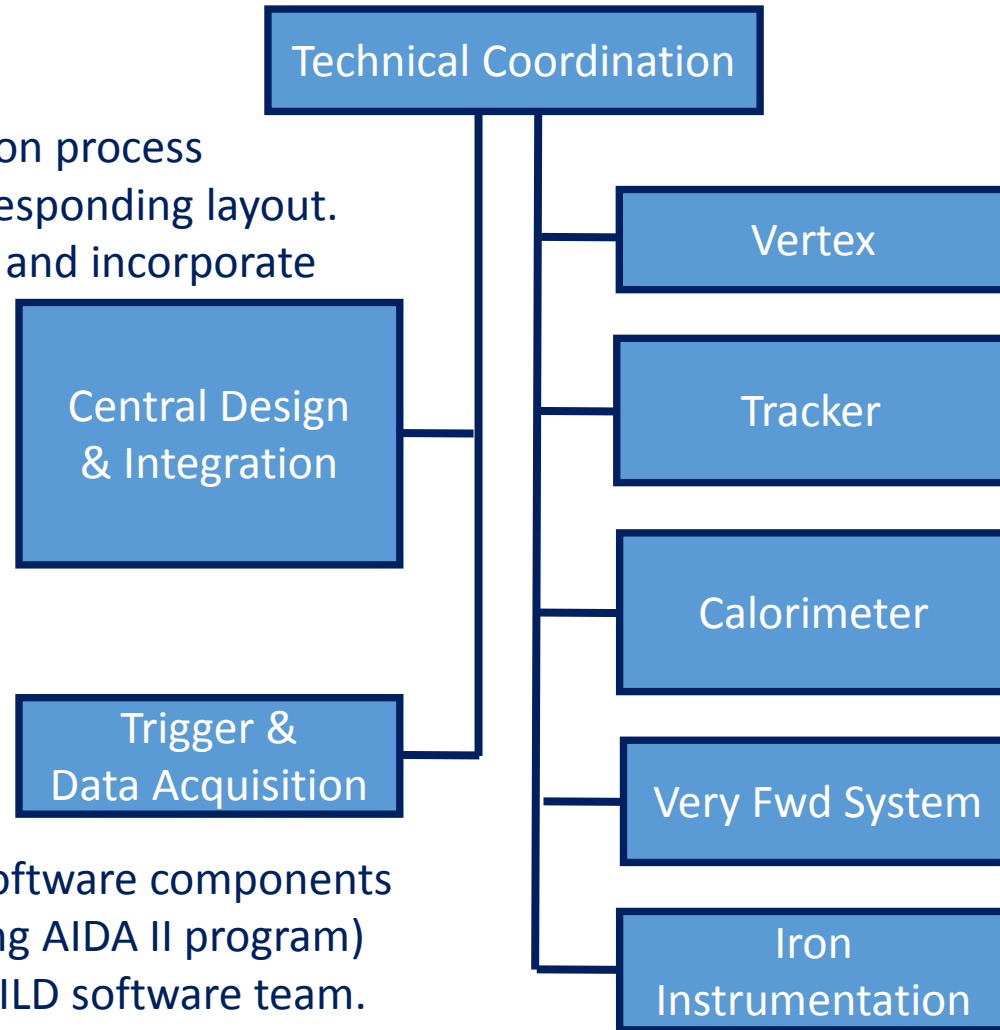 Technical Coordination
on process
esponding layout.
and incorporate
Central Design
& Integration
Trigger &
Data Acquisition
oftware components
ng AIDA II program)
ILD software team.
Vertex
Tracker
Calorimeter
Very Fwd System
Iron
Instrumentation